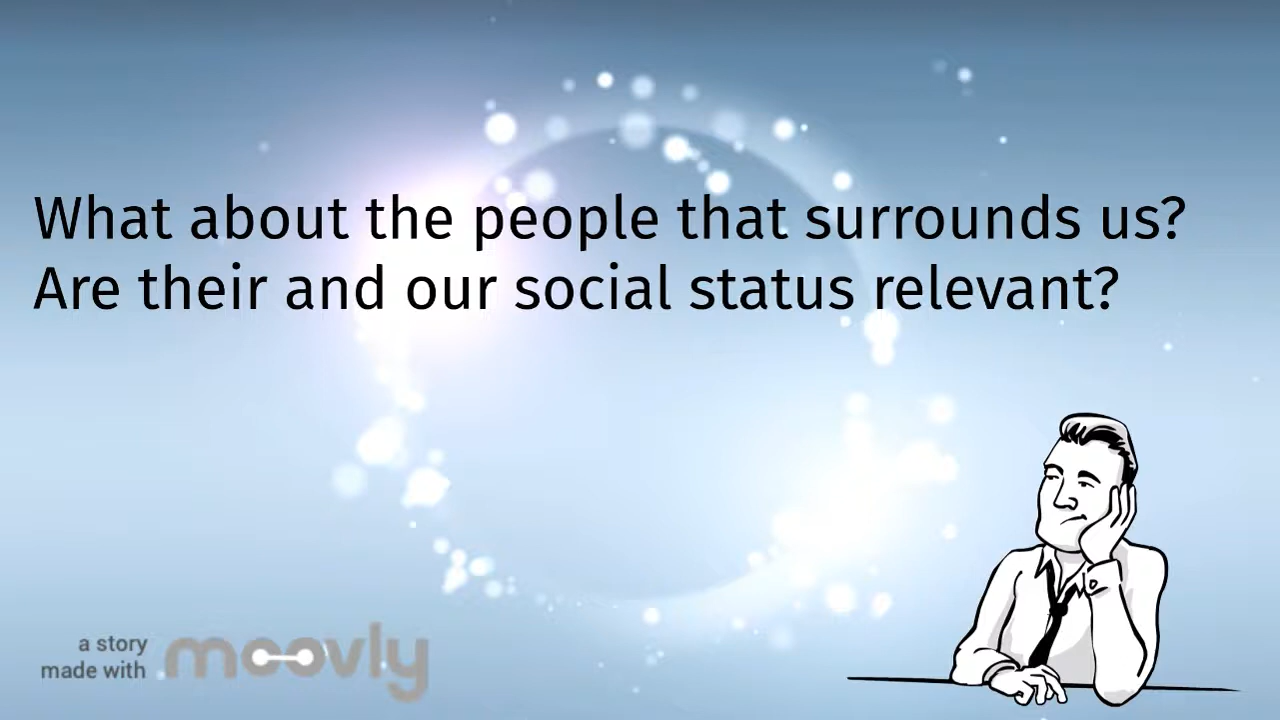 What about the people that surrounds us?
Are their and our social status relevant?
a story
made with moovly